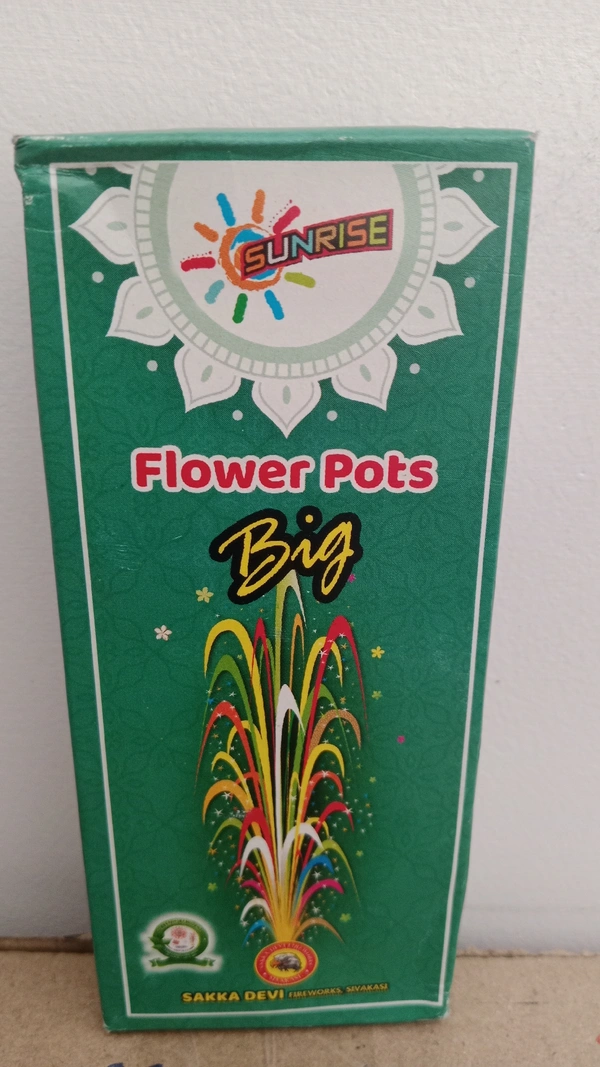 SUNRISE
Flower Pots
Big
SAKKA DEVI FIREWORKS, SIVAKASI